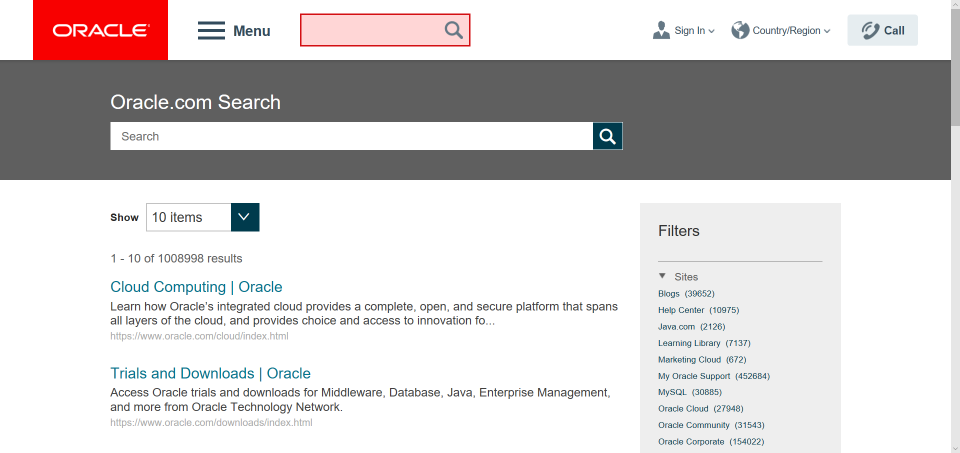 ORACLE
Menu
Sign In
Country/Region
Call
Oracle.com Search
Search
Show
10 items
1 - 10 of 1008998 results
Cloud Computing | Oracle
Learn how Oracle's integrated cloud provides a complete, open, and secure platform that spans
all layers of the cloud, and provides choice and access to innovation fo...
https://www.oracle.com/cloud/index.html
Trials and Downloads | Oracle
Access Oracle trials and downloads for Middleware, Database, Java, Enterprise Management,
and more from Oracle Technology Network.
https://www.oracle.com/downloads/index.html
Filters
Sites
Blogs (39652)
Help Center (10975)
Java.com (2126)
Learning Library (7137)
Marketing Cloud (672)
My Oracle Support (452684)
MySQL (30885)
Oracle Cloud (27948)
Oracle Community (31543)
Oracle Corporate (154022)